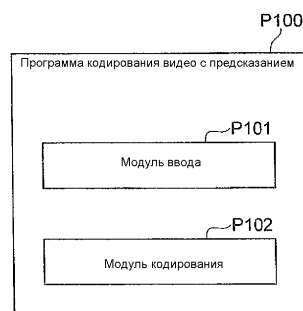 P100
Программа кодирования видео с предсказанием
P101
Модуль ввода
P102
Модуль кодирования